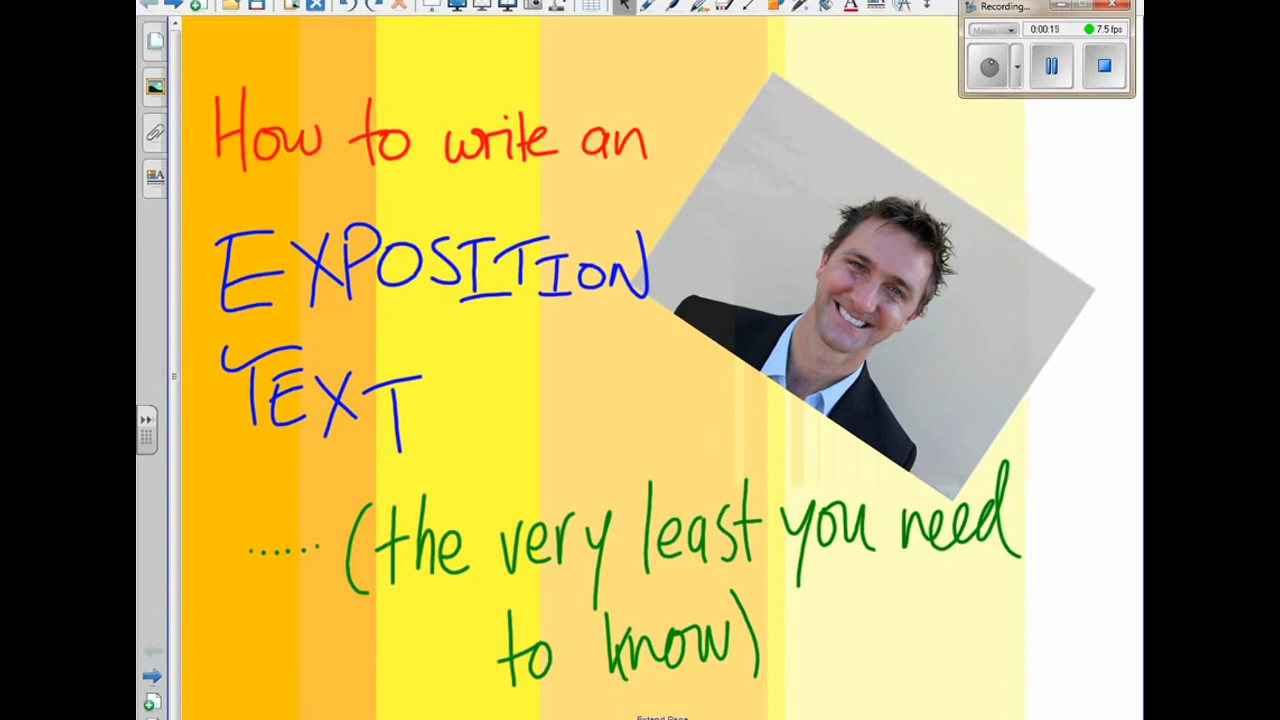 Recording...
Menu
0:00:15
7.5 fps
How to write an
EXPOSITION
TEXT
...... (the very least you need
to know)
Extend Page